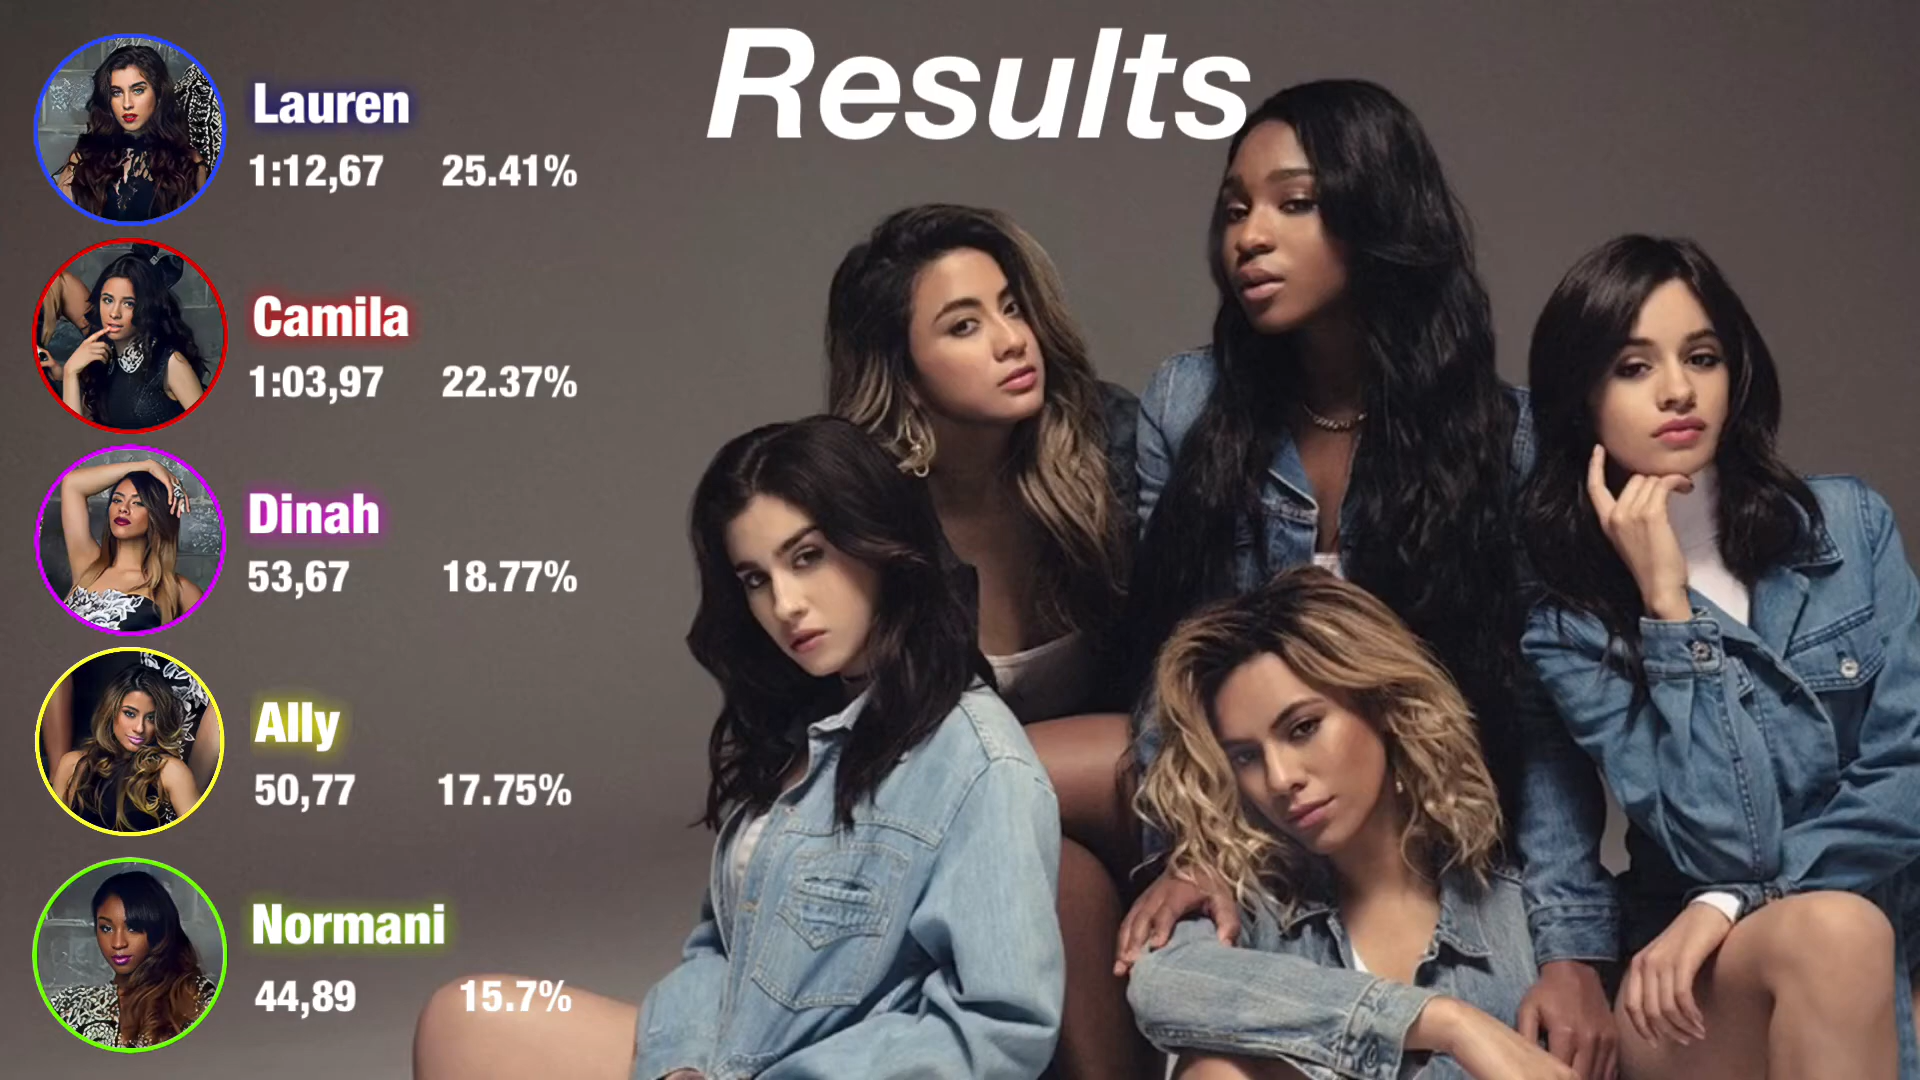 Results
Lauren
1:12,67 25.41%
Camila
1:03,97 22.37%
Dinah
53,67 18.77%
Ally
50,77 17.75%
Normani
44,89 15.7%